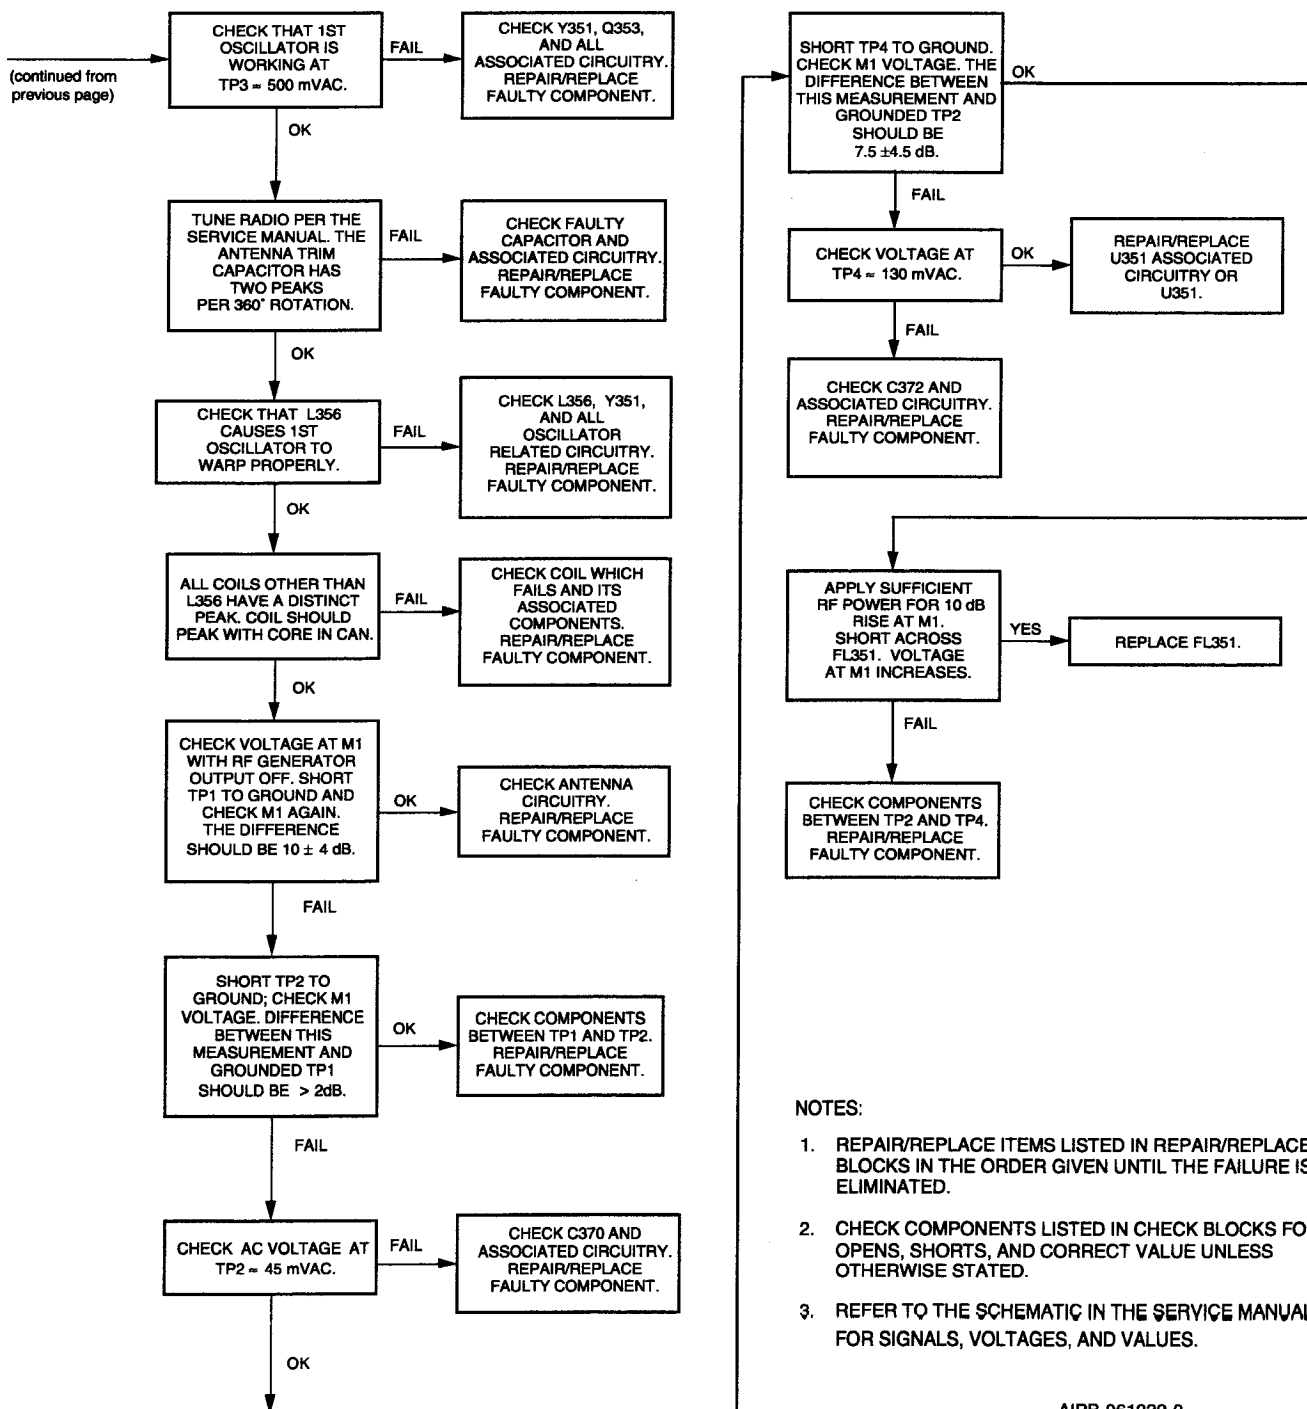 (continued from
previous page)
CHECK THAT 1ST
OSCILLATOR IS
WORKING AT
TP3 ≈ 500 mVAC.
FAIL
CHECK Y351, Q353,
AND ALL
ASSOCIATED CIRCUITRY.
REPAIR/REPLACE
FAULTY COMPONENT.
OK
TUNE RADIO PER THE
SERVICE MANUAL. THE
ANTENNA TRIM
CAPACITOR HAS
TWO PEAKS
PER 360° ROTATION.
FAIL
CHECK FAULTY
CAPACITOR AND
ASSOCIATED CIRCUITRY.
REPAIR/REPLACE
FAULTY COMPONENT.
OK
CHECK THAT L356
CAUSES 1ST
OSCILLATOR TO
WARP PROPERLY.
FAIL
CHECK L356, Y351,
AND ALL
OSCILLATOR
RELATED CIRCUITRY.
REPAIR/REPLACE
FAULTY COMPONENT.
OK
ALL COILS OTHER THAN
L356 HAVE A DISTINCT
PEAK. COIL SHOULD
PEAK WITH CORE IN CAN.
FAIL
CHECK COIL WHICH
FAILS AND ITS
ASSOCIATED
COMPONENTS.
REPAIR/REPLACE
FAULTY COMPONENT.
OK
CHECK VOLTAGE AT M1
WITH RF GENERATOR
OUTPUT OFF. SHORT
TP1 TO GROUND AND
CHECK M1 AGAIN.
THE DIFFERENCE
SHOULD BE 10 ± 4 dB.
OK
CHECK ANTENNA
CIRCUITRY.
REPAIR/REPLACE
FAULTY COMPONENT.
FAIL
SHORT TP2 TO
GROUND; CHECK M1
VOLTAGE. DIFFERENCE
BETWEEN THIS
MEASUREMENT AND
GROUNDED TP1
SHOULD BE > 2dB.
OK
CHECK COMPONENTS
BETWEEN TP1 AND TP2.
REPAIR/REPLACE
FAULTY COMPONENT.
FAIL
CHECK AC VOLTAGE AT
TP2 ≈ 45 mVAC.
FAIL
CHECK C370 AND
ASSOCIATED CIRCUITRY.
REPAIR/REPLACE
FAULTY COMPONENT.
OK
SHORT TP4 TO GROUND.
CHECK M1 VOLTAGE. THE
DIFFERENCE BETWEEN
THIS MEASUREMENT AND
GROUNDED TP2
SHOULD BE
7.5 ±4.5 dB.
OK
FAIL
CHECK VOLTAGE AT
TP4 ≈ 130 mVAC.
OK
REPAIR/REPLACE
U351 ASSOCIATED
CIRCUITRY OR
U351.
FAIL
CHECK C372 AND
ASSOCIATED CIRCUITRY.
REPAIR/REPLACE
FAULTY COMPONENT.
APPLY SUFFICIENT
RF POWER FOR 10 dB
RISE AT M1.
SHORT ACROSS
FL351. VOLTAGE
AT M1 INCREASES.
YES
REPLACE FL351.
FAIL
CHECK COMPONENTS
BETWEEN TP2 AND TP4.
REPAIR/REPLACE
FAULTY COMPONENT.
NOTES:
1. REPAIR/REPLACE ITEMS LISTED IN REPAIR/REPLACE
BLOCKS IN THE ORDER GIVEN UNTIL THE FAILURE IS
ELIMINATED.
2. CHECK COMPONENTS LISTED IN CHECK BLOCKS FO
OPENS, SHORTS, AND CORRECT VALUE UNLESS
OTHERWISE STATED.
3. REFER TO THE SCHEMATIC IN THE SERVICE MANUAL
FOR SIGNALS, VOLTAGES, AND VALUES.